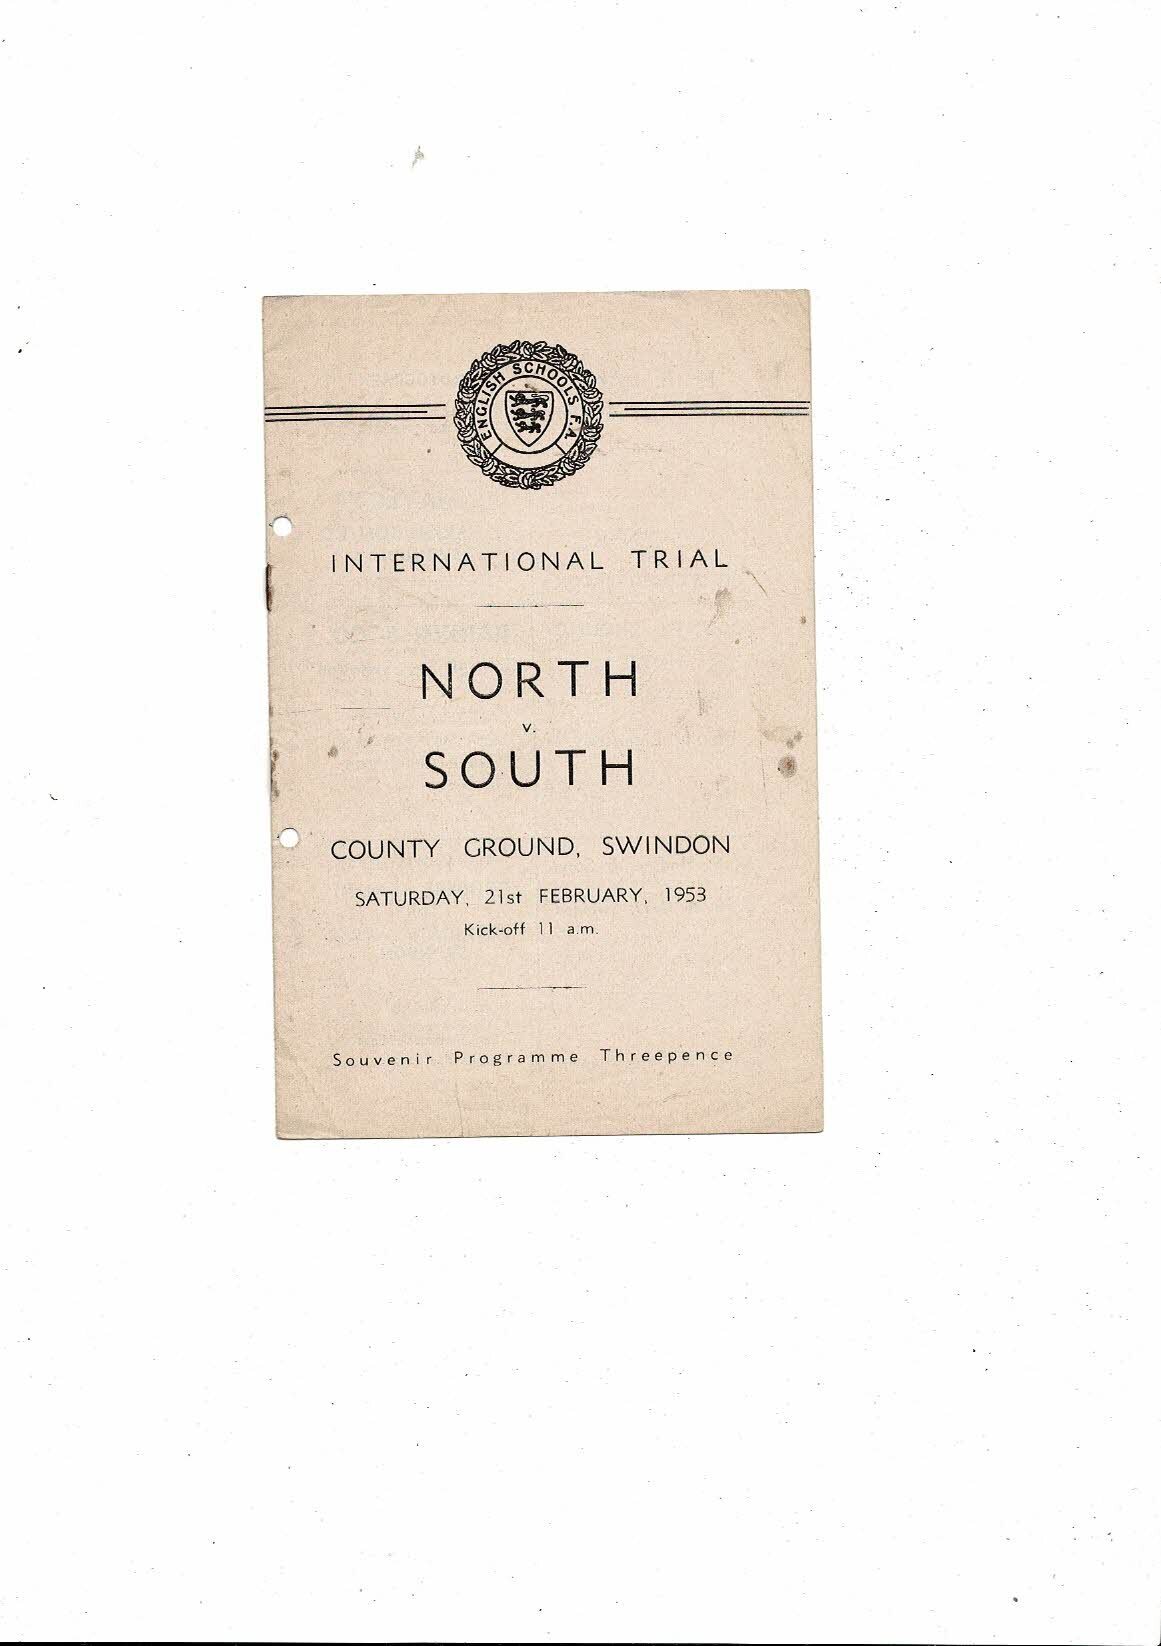 ENGLISH SCHOOLS F.A.
INTERNATIONAL TRIAL
NORTH
v.
SOUTH
COUNTY GROUND, SWINDON
SATURDAY, 21st FEBRUARY, 1953
Kick-off 11 a.m.
Souvenir Programme Threepence